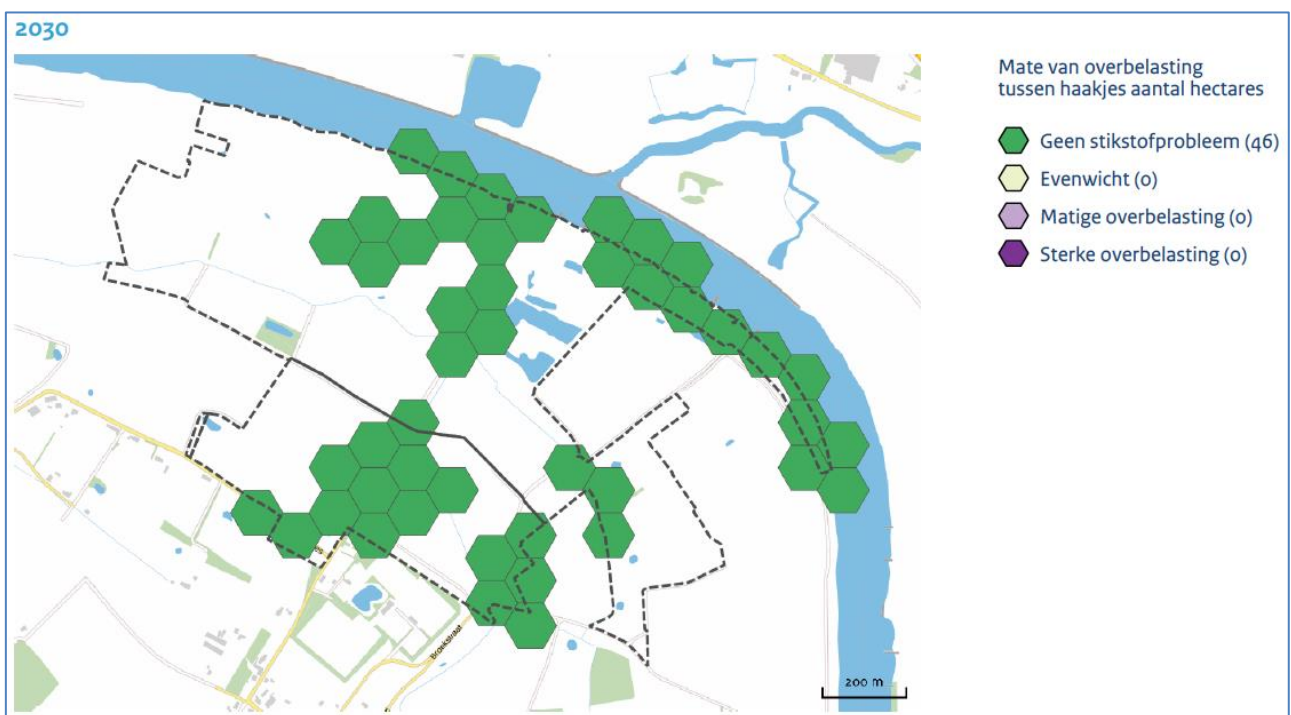 2030
Mate van overbelasting
tussen haakjes aantal hectares
Geen stikstofprobleem (46)
Evenwicht (0)
Matige overbelasting (0)
Sterke overbelasting (0)
Broekstraat
200 m